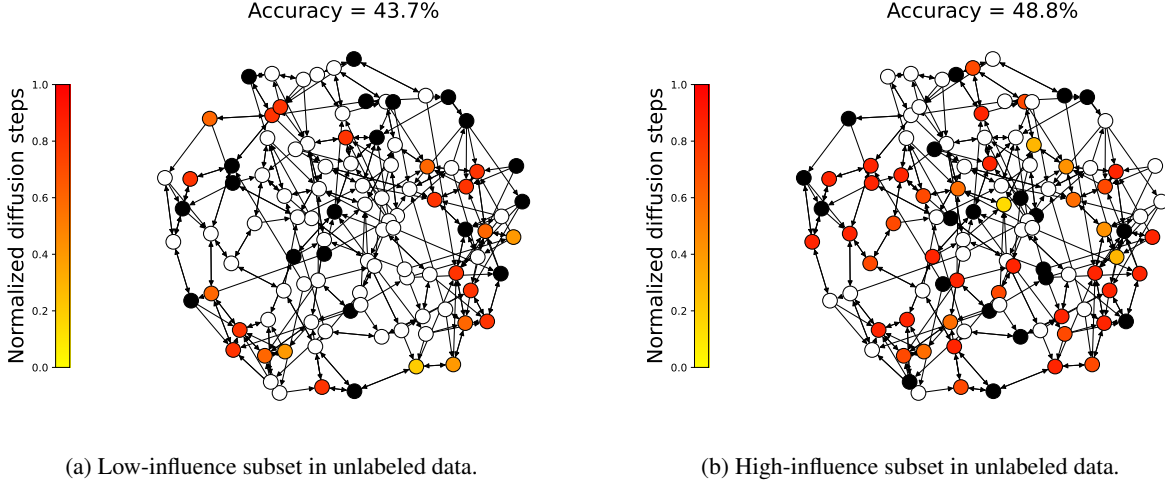 Accuracy = 43.7%
Normalized diffusion steps
1.0
0.8
0.6
0.4
0.2
0.0
(a) Low-influence subset in unlabeled data.
Accuracy = 48.8%
Normalized diffusion steps
1.0
0.8
0.6
0.4
0.2
0.0
(b) High-influence subset in unlabeled data.